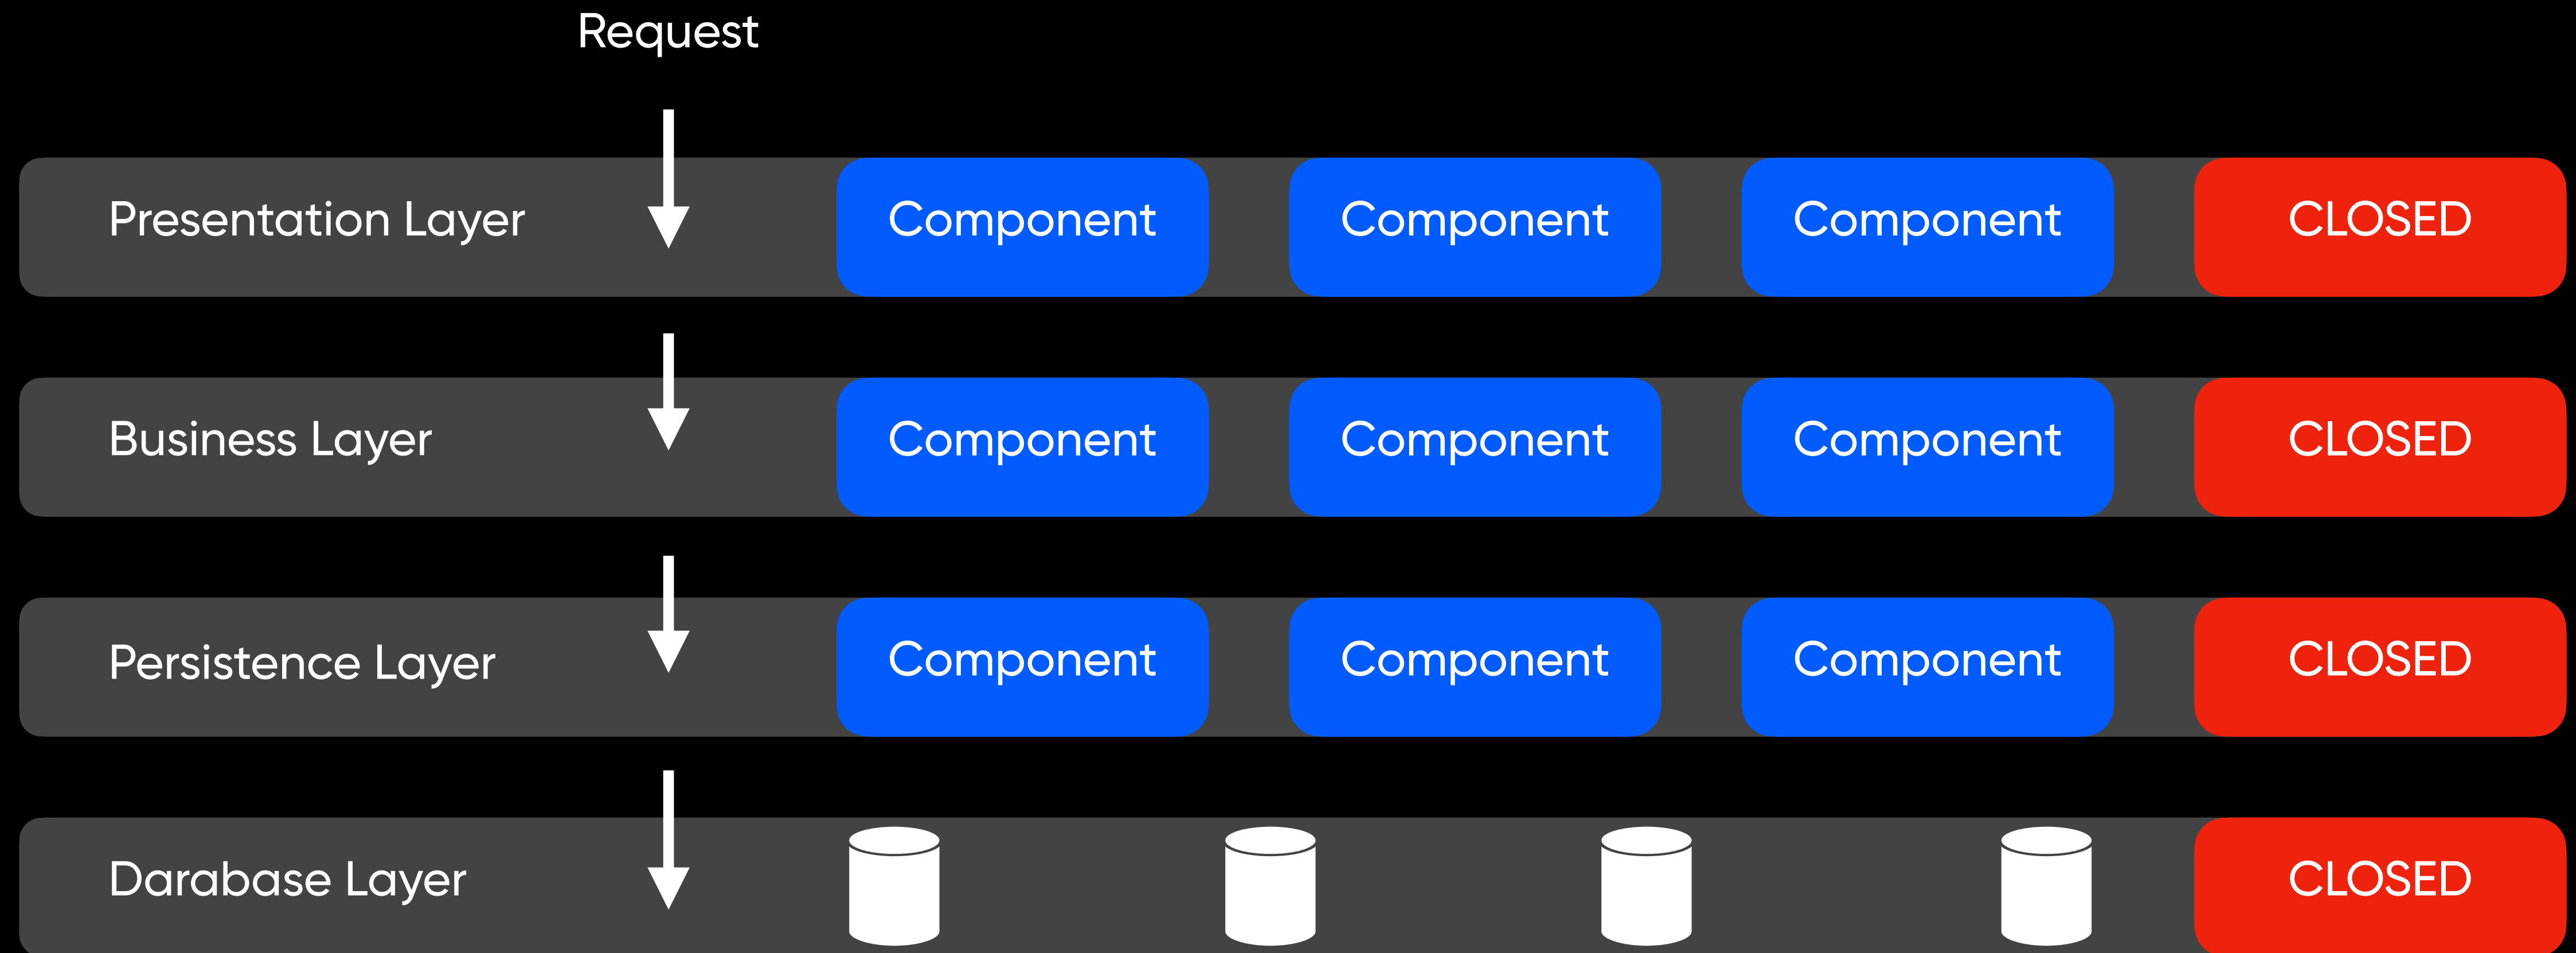 Request
Presentation Layer Component Component Component CLOSED
Business Layer Component Component Component CLOSED
Persistence Layer Component Component Component CLOSED
Darabase Layer CLOSED